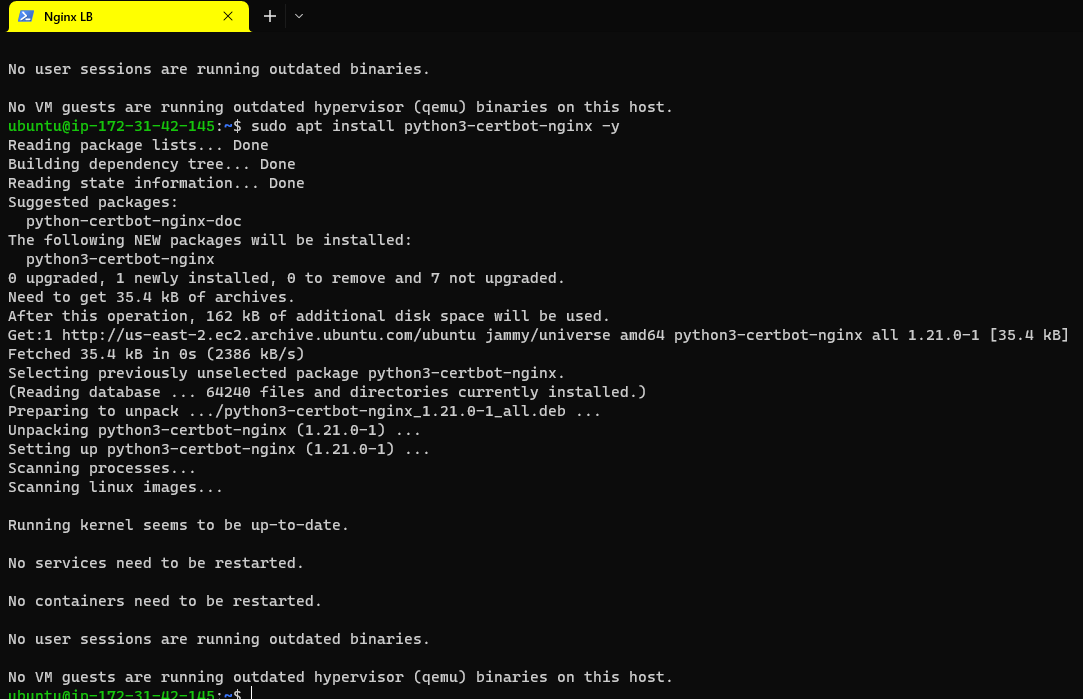 Nginx LB
No user sessions are running outdated binaries.
No VM guests are running outdated hypervisor (qemu) binaries on this host.
ubuntu@ip-172-31-42-145:~$ sudo apt install python3-certbot-nginx -y
Reading package lists... Done
Building dependency tree... Done
Reading state information... Done
Suggested packages:
  python-certbot-nginx-doc
The following NEW packages will be installed:
  python3-certbot-nginx
0 upgraded, 1 newly installed, 0 to remove and 7 not upgraded.
Need to get 35.4 kB of archives.
After this operation, 162 kB of additional disk space will be used.
Get:1 http://us-east-2.ec2.archive.ubuntu.com/ubuntu jammy/universe amd64 python3-certbot-nginx all 1.21.0-1 [35.4 kB]
Fetched 35.4 kB in 0s (2386 kB/s)
Selecting previously unselected package python3-certbot-nginx.
(Reading database ... 64240 files and directories currently installed.)
Preparing to unpack .../python3-certbot-nginx_1.21.0-1_all.deb ...
Unpacking python3-certbot-nginx (1.21.0-1) ...
Setting up python3-certbot-nginx (1.21.0-1) ...
Scanning processes...
Scanning linux images...
Running kernel seems to be up-to-date.
No services need to be restarted.
No containers need to be restarted.
No user sessions are running outdated binaries.
No VM guests are running outdated hypervisor (qemu) binaries on this host.
ubuntu@ip-172-31-42-145:~$